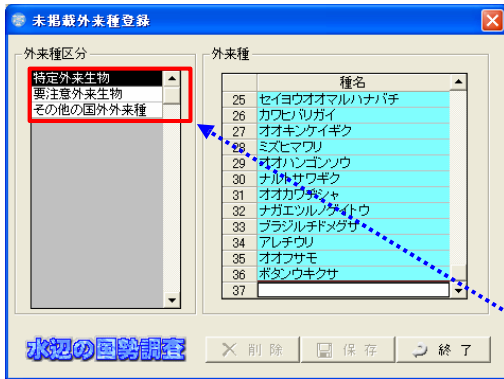 未掲載外来種登録
外来種区分
特定外来生物
要注意外来生物
その他の国外外来種
外来種
種名
25 セイヨウオオマルハナバチ
26 カワヒバリガイ
27 オオキンケイギク
28 ミズヒマワリ
29 オオハンゴンソウ
30 ナルトサワギク
31 オオカワヂシャ
32 ナガエツルノゲイトウ
33 ブラジルチドメグサ
34 アレチウリ
35 オオフサモ
36 ボタンウキクサ
37
水辺の国勢調査
削除
保存
終了